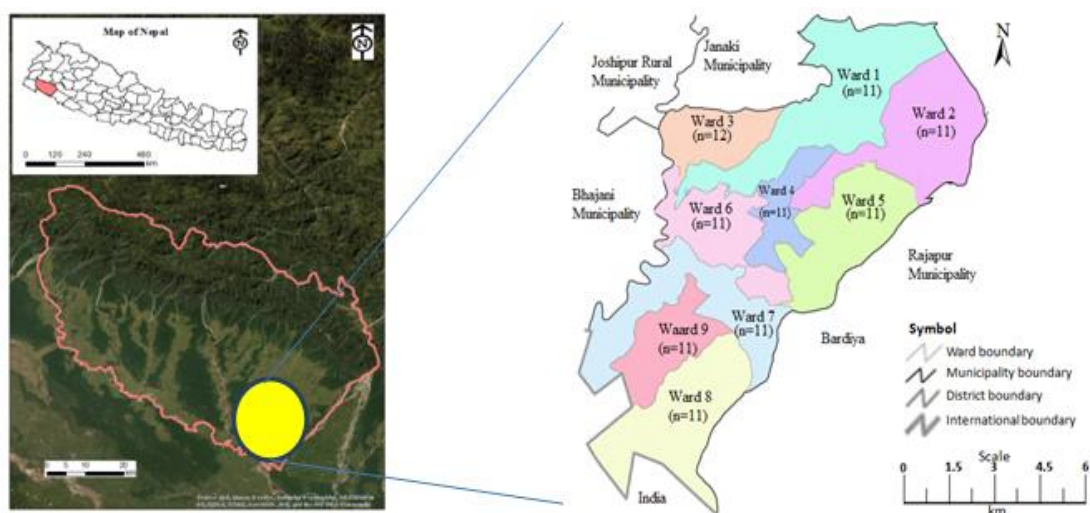 Map of Nepal
N
N
0 120 240 480
km
0 5 10 20
km
N
Joshipur Rural
Municipality
Janaki
Municipality
Ward 1
(n=11)
Ward 2
(n=11)
Ward 3
(n=12)
Ward 4
(n=11)
Ward 5
(n=11)
Bhajani
Municipality
Ward 6
(n=11)
Rajapur
Municipality
Ward 7
(n=11)
Waard 9
(n=11)
Bardiya
Ward 8
(n=11)
India
Symbol
Ward boundary
Municipality boundary
District boundary
International boundary
Scale
0 1.5 3 4.5 6
km